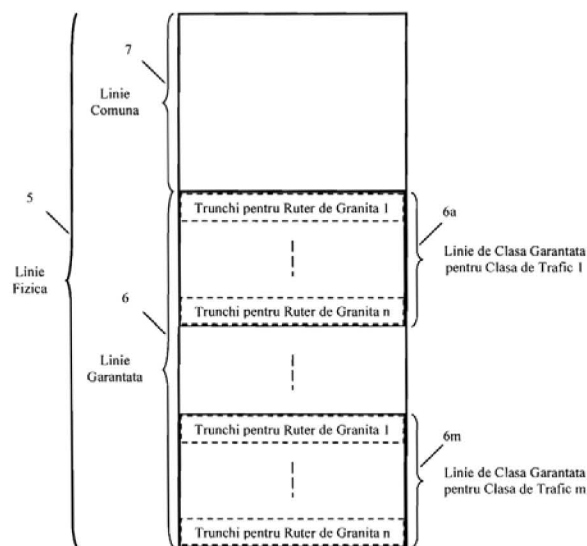 7
Linie
Comuna
5
Linie
Fizica
Trunchi pentru Ruter de Granita 1
6a
Linie de Clasa Garantata
pentru Clasa de Trafic 1
6
Trunchi pentru Ruter de Granita n
Linie
Garantata
Trunchi pentru Ruter de Granita 1
6m
Linie de Clasa Garantata
pentru Clasa de Trafic m
Trunchi pentru Ruter de Granita n